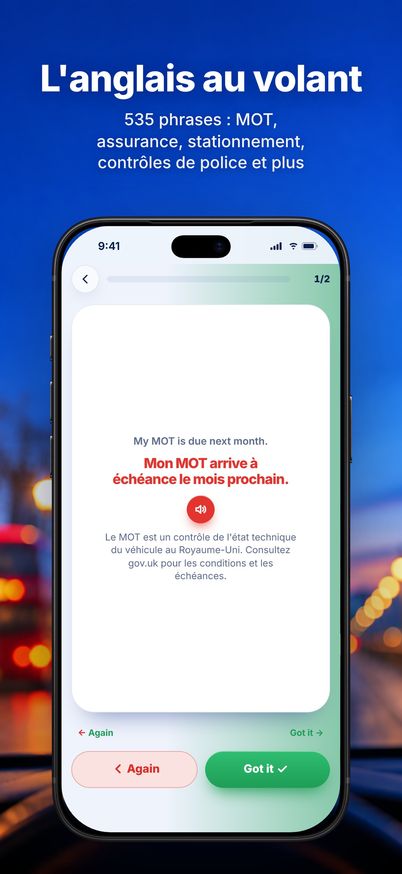 L'anglais au volant
535 phrases : MOT,
assurance, stationnement,
contrôles de police et plus
9:41
1/2
My MOT is due next month.
Mon MOT arrive à
échéance le mois prochain.
Le MOT est un contrôle de l'état technique
du véhicule au Royaume-Uni. Consultez
gov.uk pour les conditions et les
échéances.
← Again
Got it →
Again
Got it ✓